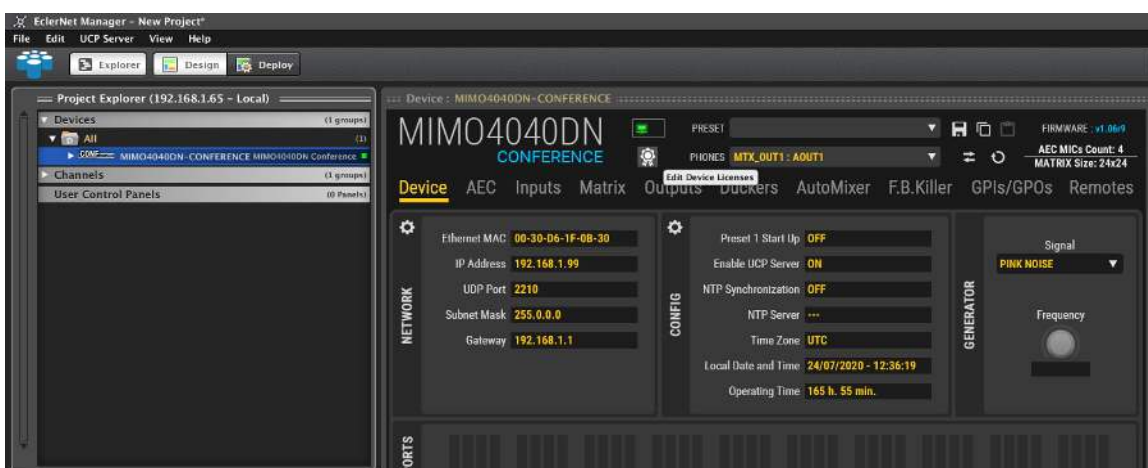 EclerNet Manager - New Project*
File Edit UCP Server View Help
Explorer Design Deploy
Project Explorer (192.168.1.65 - Local)
Devices (1 groups)
All (1)
CONF MIMO4040DN-CONFERENCE MIMO4040DN Conference
Channels (1 groups)
User Control Panels (0 Panels)
Device : MIMO4040DN-CONFERENCE
MIMO4040DN
CONFERENCE
PRESET
FIRMWARE : v1.06r9
PHONES MTX_OUT1 : AOUT1
AEC MICs Count: 4
MATRIX Size: 24x24
Edit Device Licenses
Device AEC Inputs Matrix Outputs Duckers AutoMixer F.B.Killer GPIs/GPOs Remotes
NETWORK
Ethernet MAC 00-30-D6-1F-0B-30
IP Address 192.168.1.99
UDP Port 2210
Subnet Mask 255.0.0.0
Gateway 192.168.1.1
CONFIG
Preset 1 Start Up OFF
Enable UCP Server ON
NTP Synchronization OFF
NTP Server ---
Time Zone UTC
Local Date and Time 24/07/2020 - 12:36:19
Operating Time 165 h. 55 min.
GENERATOR
Signal
PINK NOISE
Frequency